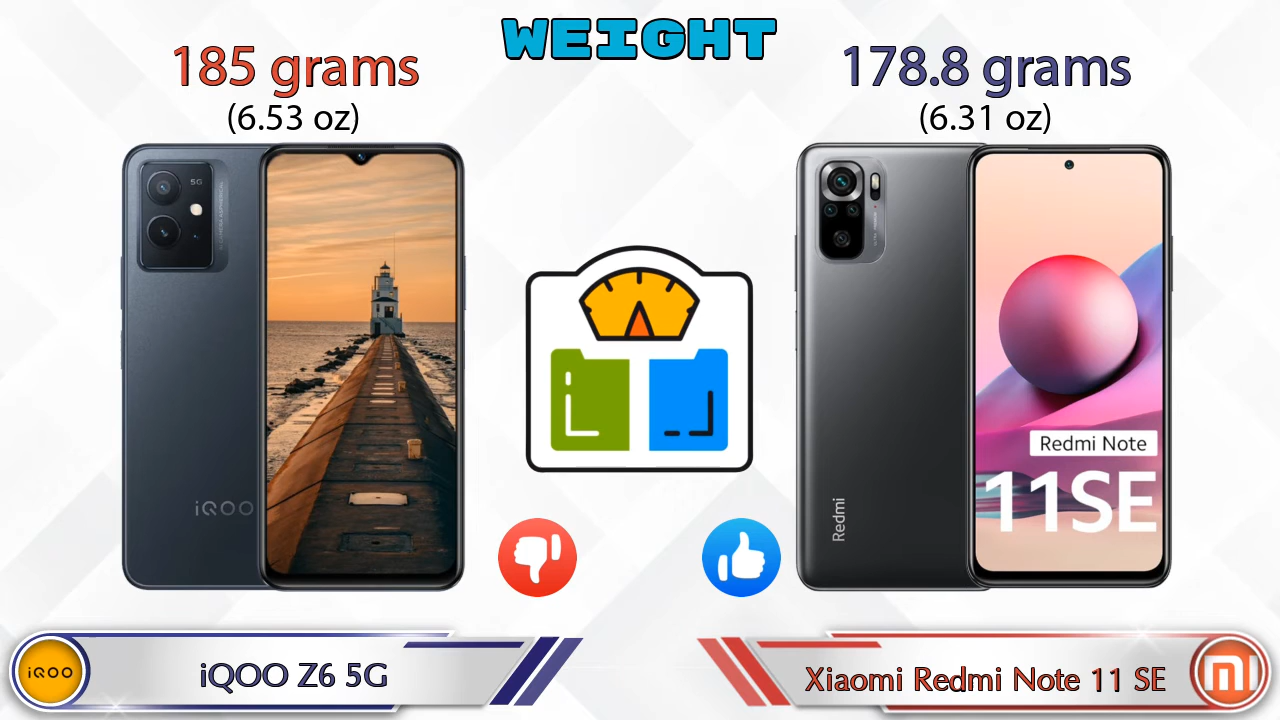 WEIGHT
185 grams
(6.53 oz)
178.8 grams
(6.31 oz)
5G
iQOO
Redmi
Redmi Note
11SE
iQOO
iQOO Z6 5G
Xiaomi Redmi Note 11 SE